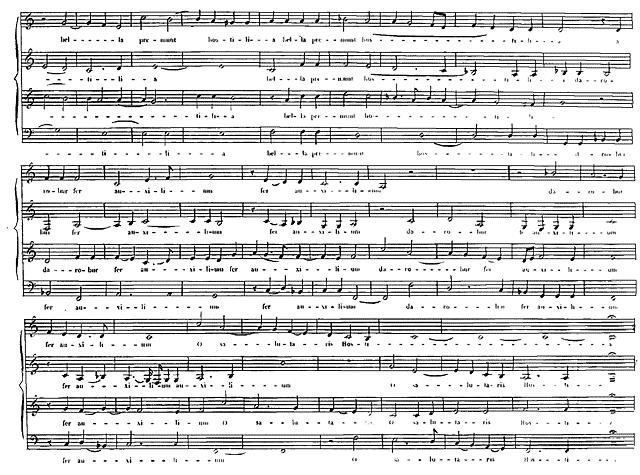 bel - - - la pre - munt hos - ti - li - a bel - la pre - munt hos - - - ti - li - - a
- - ti - li - - a bel - - la pre - munt hos - - - ti - li - - a da - ro -
ti - li - a bel - la pre - munt ho - - - ti - li -
ti - - - li - - a bel - la pre - - munt hos - - - ti - li - a da - ro - bur
ro - bur fer au - - xi - li - - um fer au - - xi - li - um da - - ro - bur
bur fer au - - xi - - li - um fer au - xi - li - um da - ro - bur fe au - xi - li - um
da - - ro - bur fer au - xi - li - um fer au - xi - li - um da - ro - - bur fer au - xi - li - um
fer au - - xi - - li - - um fer au - xi - li - um da - ro - - bur fer au - xi - li - um
fer au - xi - li - - um O sa - - lu - ta - ris Hos - ti - - a
fer au - - xi - li - um au - xi - li - - um O sa - - lu - ta - ris Hos - - ti - -
fer au - - xi - - li - um O sa - - lu - ta - - O sa - lu - ta - ris Hos - ti - a
fer au - - xi - li - - um O sa - - lu - ta - ris Hos - - ti - a